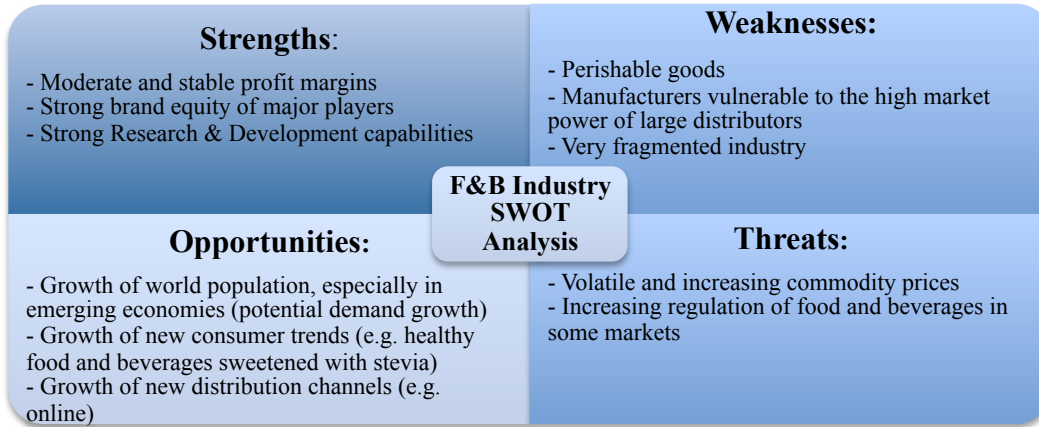 Strengths:
- Moderate and stable profit margins
- Strong brand equity of major players
- Strong Research & Development capabilities
Weaknesses:
- Perishable goods
- Manufacturers vulnerable to the high market
power of large distributors
- Very fragmented industry
F&B Industry
SWOT
Analysis
Opportunities:
- Growth of world population, especially in
emerging economies (potential demand growth)
- Growth of new consumer trends (e.g. healthy
food and beverages sweetened with stevia)
- Growth of new distribution channels (e.g.
online)
Threats:
- Volatile and increasing commodity prices
- Increasing regulation of food and beverages in
some markets